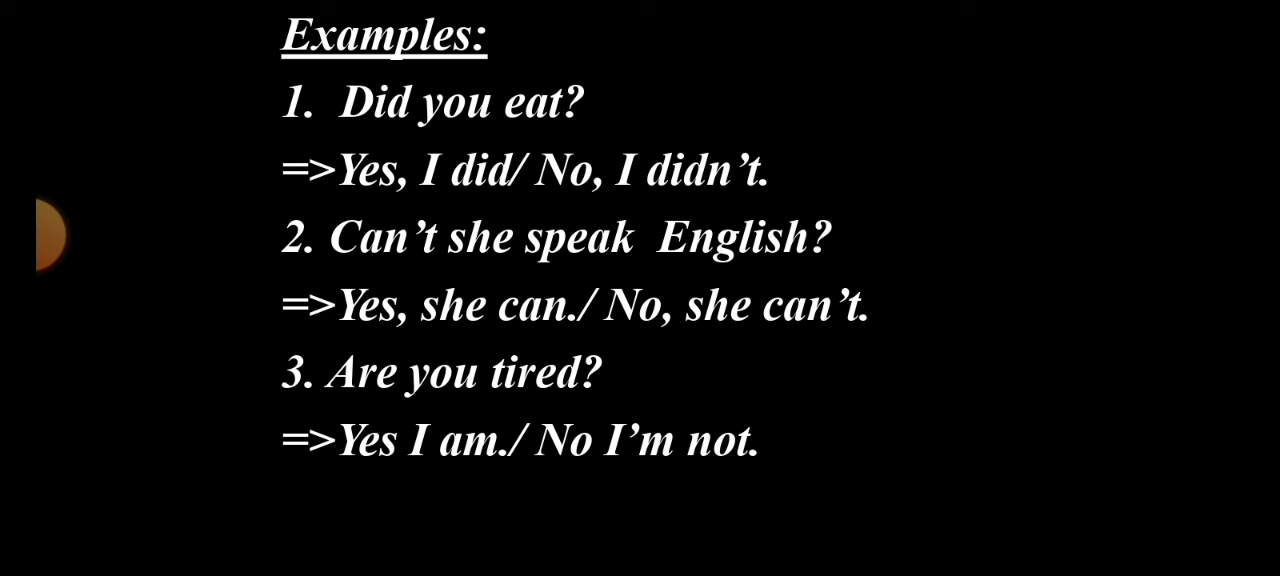 Examples:
1.  Did you eat?
=>Yes, I did/ No, I didn’t.
2. Can’t she speak  English?
=>Yes, she can./ No, she can’t.
3. Are you tired?
=>Yes I am./ No I’m not.